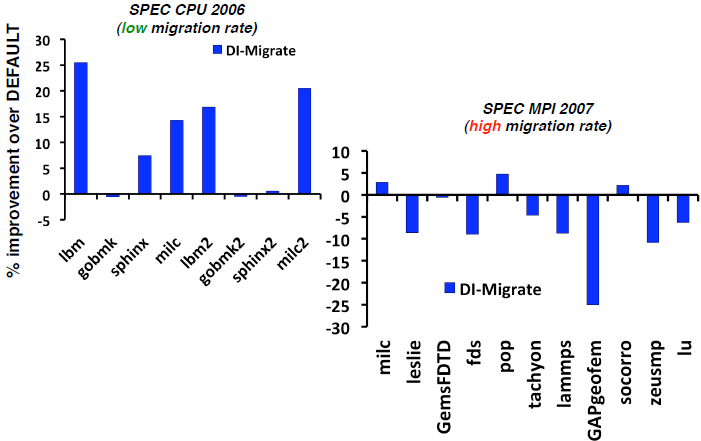 SPEC CPU 2006
(low migration rate)
% improvement over DEFAULT
30
25
20
15
10
5
0
-5
DI-Migrate
lbm
gobmk
sphinx
milc
lbm2
gobmk2
sphinx2
milc2
SPEC MPI 2007
(high migration rate)
10
5
0
-5
-10
-15
-20
-25
-30
DI-Migrate
milc
leslie
GemsFDTD
fds
pop
tachyon
lammps
GAPgeofem
socorro
zeusmp
lu